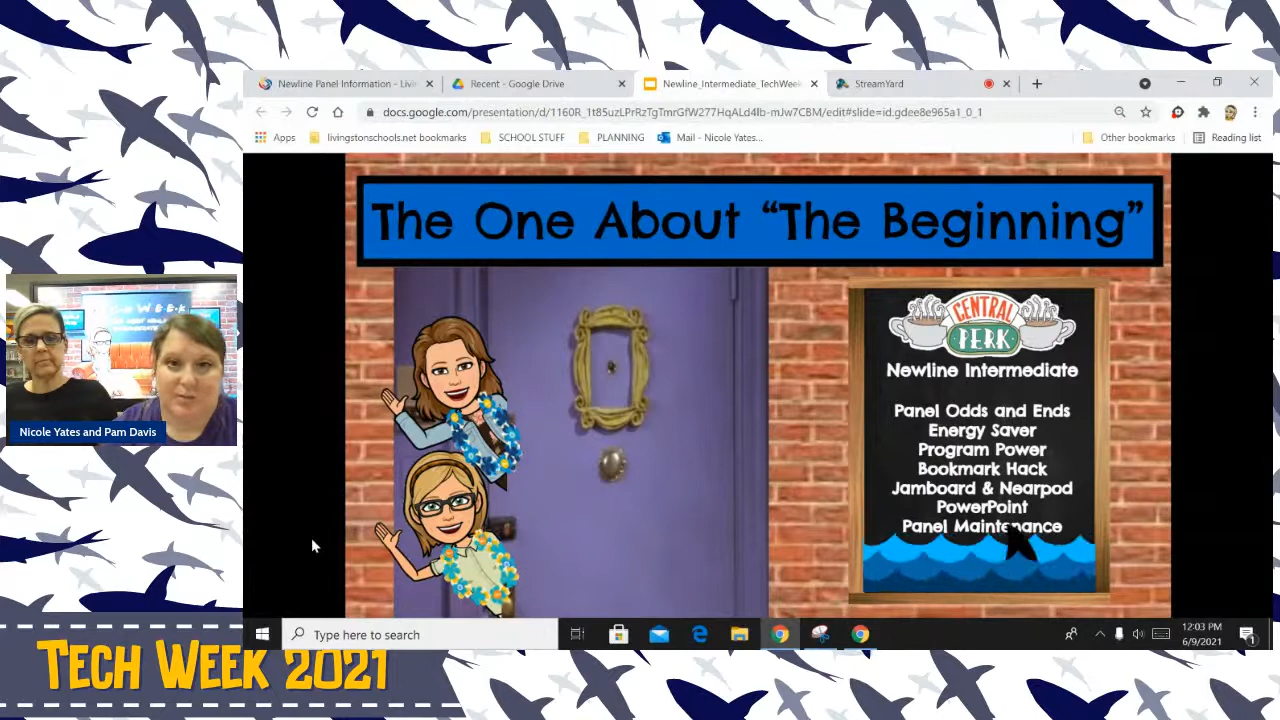 Newline Panel Information - Livi
Recent - Google Drive
Newline_Intermediate_TechWeek
StreamYard
docs.google.com/presentation/d/1160R_1t85uzLPrRzTgTmrGfW277HqALd4lb-mJw7CBM/edit#slide=id.gdee8e965a1_0_1
Apps
livingstonschools.net bookmarks
SCHOOL STUFF
PLANNING
Mail - Nicole Yates...
Other bookmarks
Reading list
The One About “The Beginning”
CENTRAL
PERK
Newline Intermediate
Panel Odds and Ends
Energy Saver
Program Power
Bookmark Hack
Jamboard & Nearpod
PowerPoint
Panel Maintenance
Nicole Yates and Pam Davis
Type here to search
12:03 PM
6/9/2021
TECH WEEK 2021